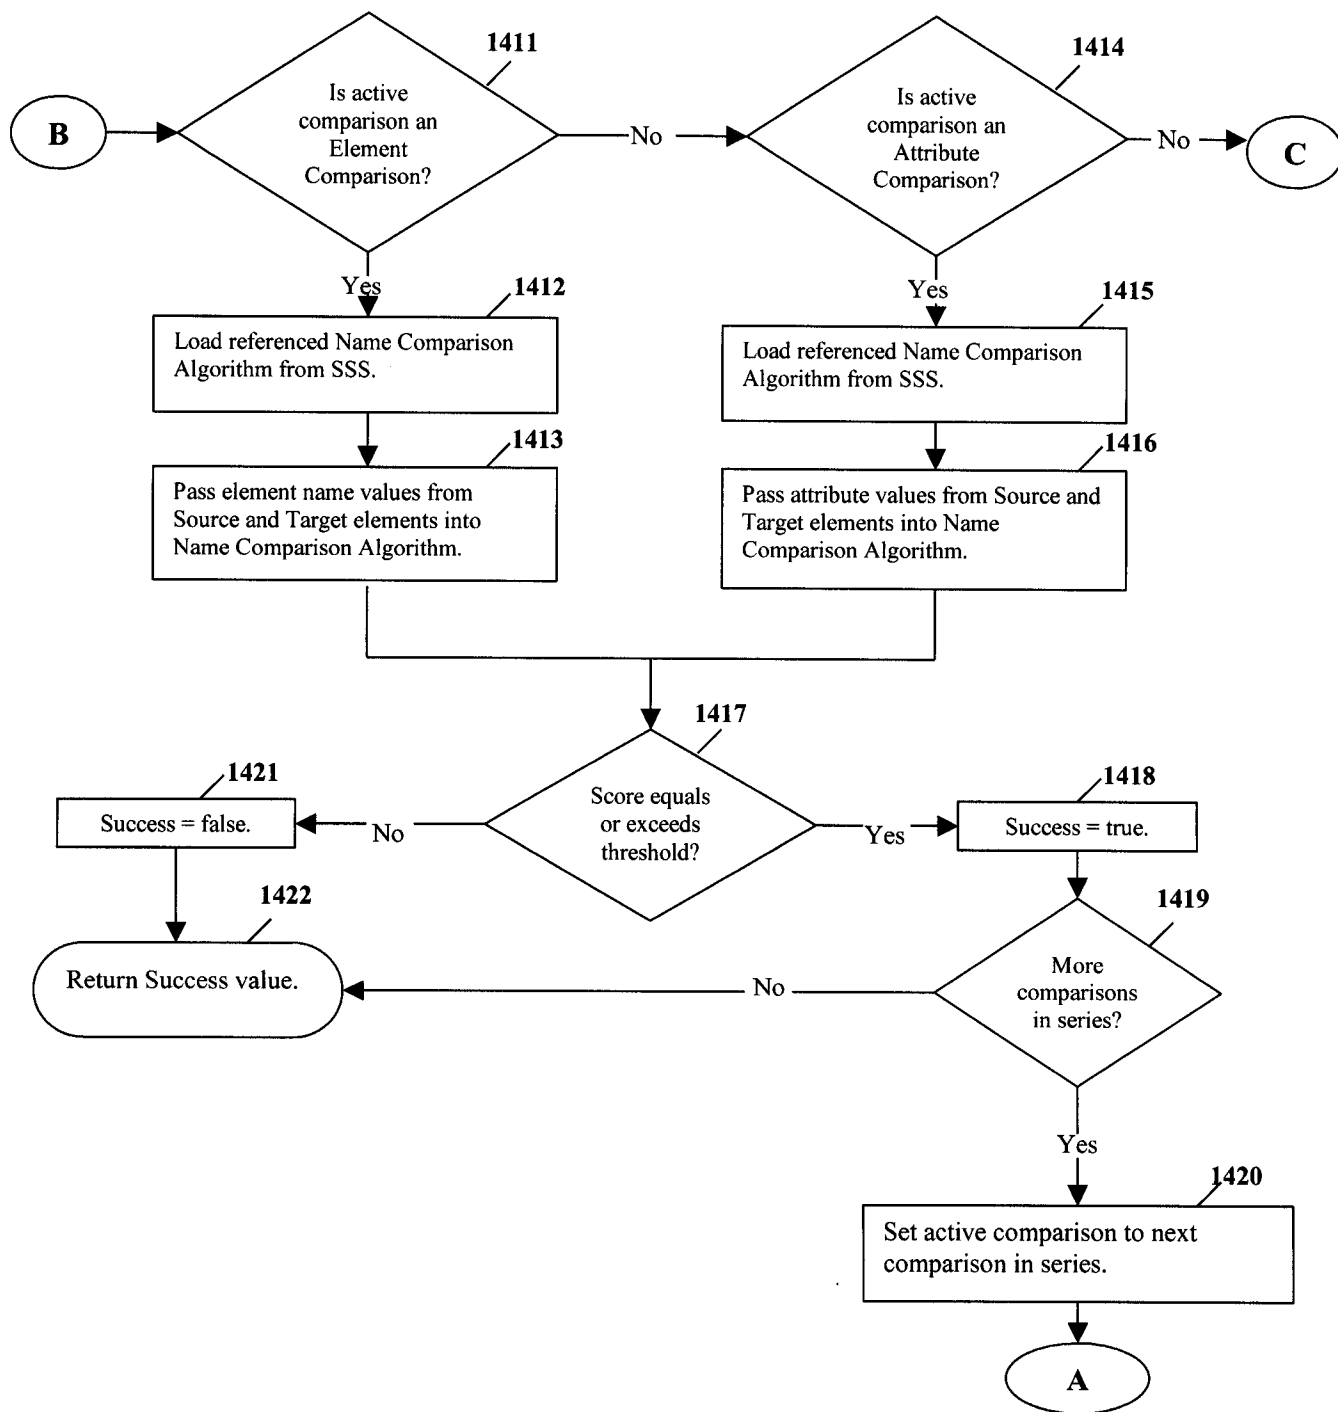 1411
1414
Is active
comparison an
Element
Comparison?
Is active
comparison an
Attribute
Comparison?
B
No
No
C
Yes
1412
Yes
1415
Load referenced Name Comparison
Algorithm from SSS.
Load referenced Name Comparison
Algorithm from SSS.
1413
1416
Pass element name values from
Source and Target elements into
Name Comparison Algorithm.
Pass attribute values from Source and
Target elements into Name
Comparison Algorithm.
1417
1421
1418
Score equals
or exceeds
threshold?
Success = false.
No
Yes
Success = true.
1422
1419
Return Success value.
No
More
comparisons
in series?
Yes
1420
Set active comparison to next
comparison in series.
A